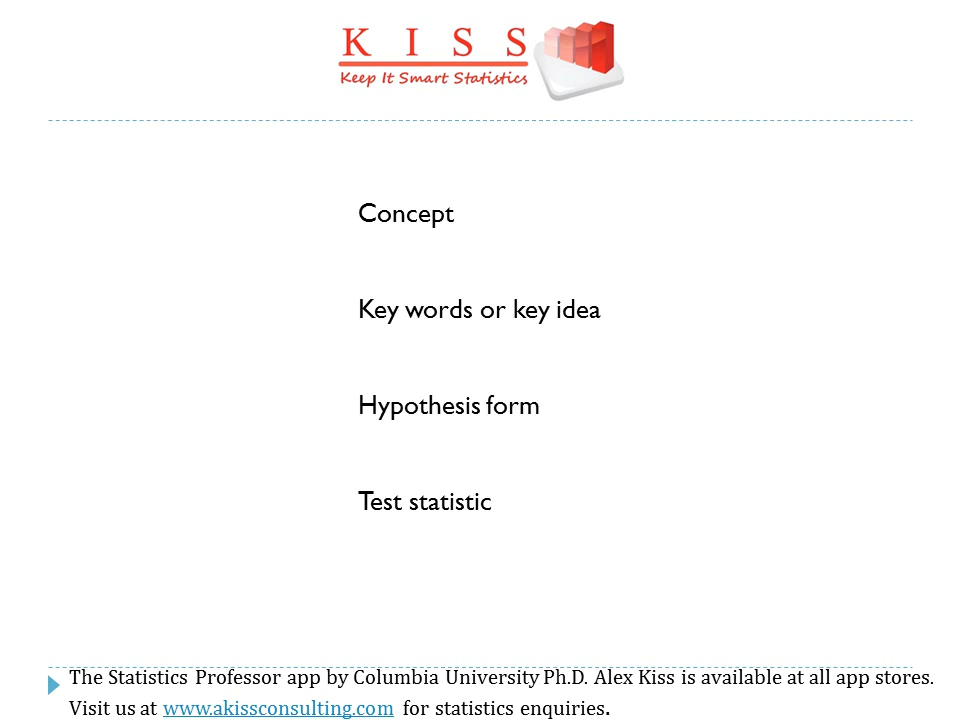 K I S S
Keep It Smart Statistics
Concept
Key words or key idea
Hypothesis form
Test statistic
The Statistics Professor app by Columbia University Ph.D. Alex Kiss is available at all app stores.
Visit us at www.akissconsulting.com for statistics enquiries.